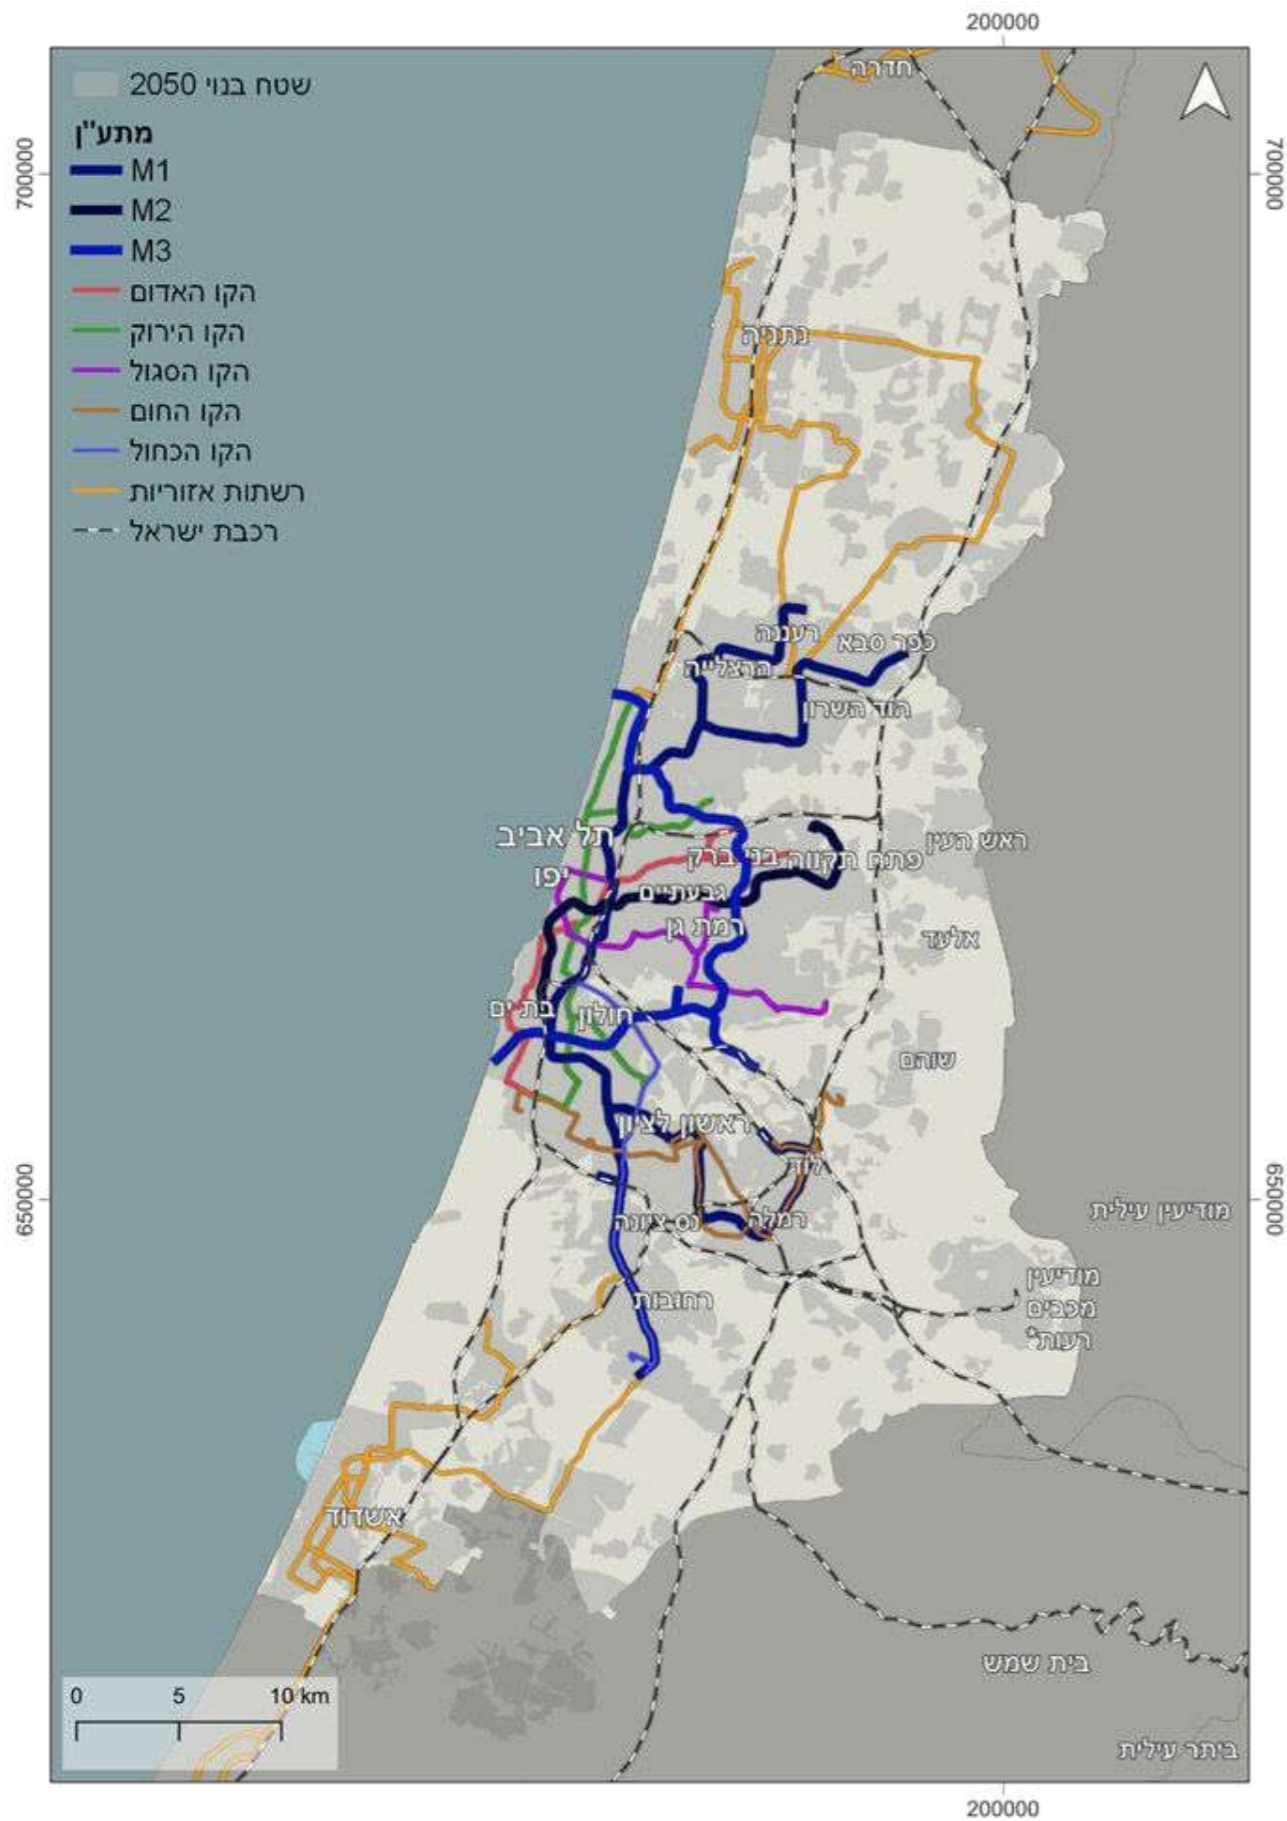 200000
שטח בנוי 2050
מתע"ן
M1
M2
M3
הקו האדום
הקו הירוק
הקו הסגול
הקו החום
הקו הכחול
רשתות אזוריות
רכבת ישראל
700000
700000
חדרה
נתניה
רעננה
כפר סבא
הרצלייה
הוד השרון
תל אביב
יפו
בני ברק
פתח תקווה
ראש העין
גבעתיים
רמת גן
אלעד
בת ים
חולון
שוהם
ראשון לציון
לוד
650000
650000
מודיעין עילית
נס ציונה
רמלה
מודיעין
מכבים
רעות*
רחובות
אשדוד
בית שמש
ביתר עילית
0 5 10 km
200000